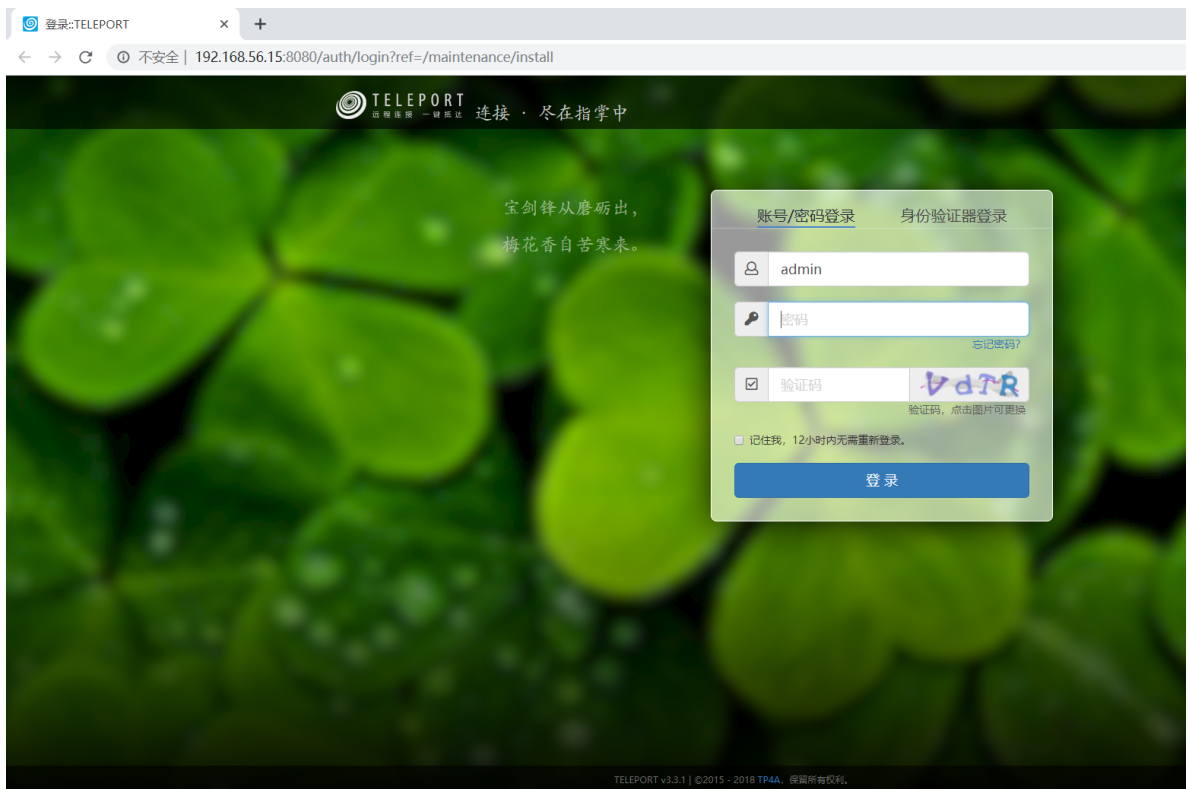 登录::TELEPORT
不安全 | 192.168.56.15:8080/auth/login?ref=/maintenance/install
TELEPORT
远程连接 一键抵达
连接 · 尽在指掌中
宝剑锋从磨砺出，
梅花香自苦寒来。
账号/密码登录 身份验证器登录
admin
密码
忘记密码?
验证码 VdTR
验证码，点击图片可更换
记住我，12小时内无需重新登录。
登 录
TELEPORT v3.3.1 | ©2015 - 2018 TP4A，保留所有权利。